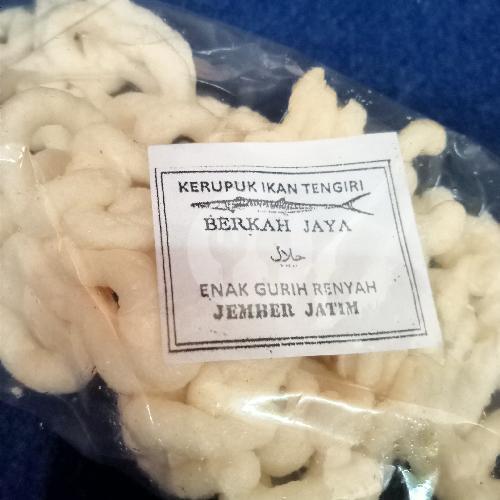 KERUPUK IKAN TENGIRI
BERKAH JAYA
حلال
ENAK GURIH RENYAH
JEMBER JATIM